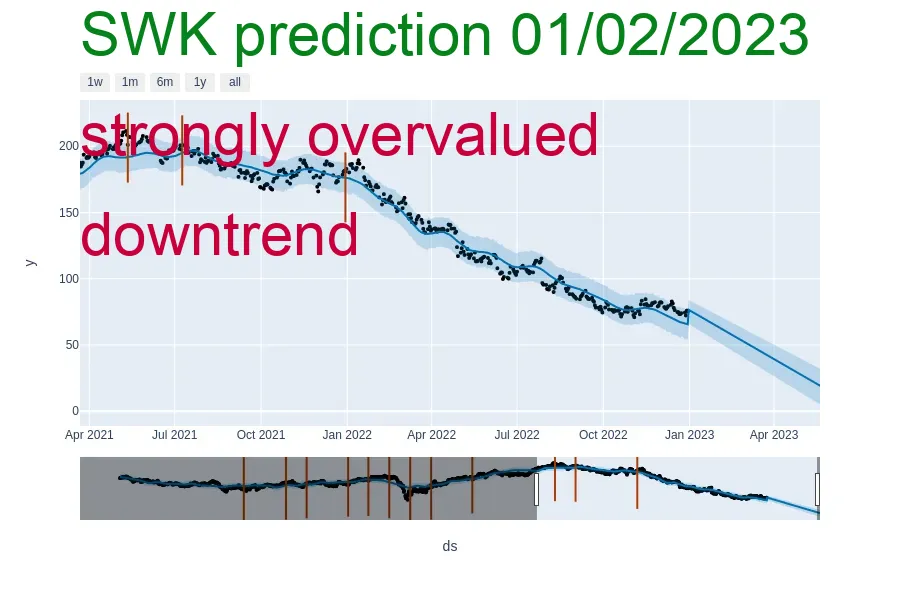 SWK prediction 01/02/2023
1w 1m 6m 1y all
strongly overvalued
downtrend
200
150
100
50
0
y
Apr 2021 Jul 2021 Oct 2021 Jan 2022 Apr 2022 Jul 2022 Oct 2022 Jan 2023 Apr 2023
ds